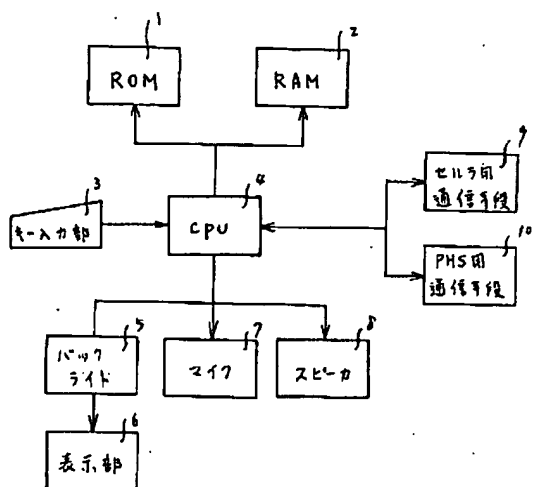 1
ROM
2
RAM
3
キー入力部
4
CPU
9
セルラ用
通信手段
10
PHS用
通信手段
5
バック
ライト
7
マイク
8
スピーカ
6
表示部